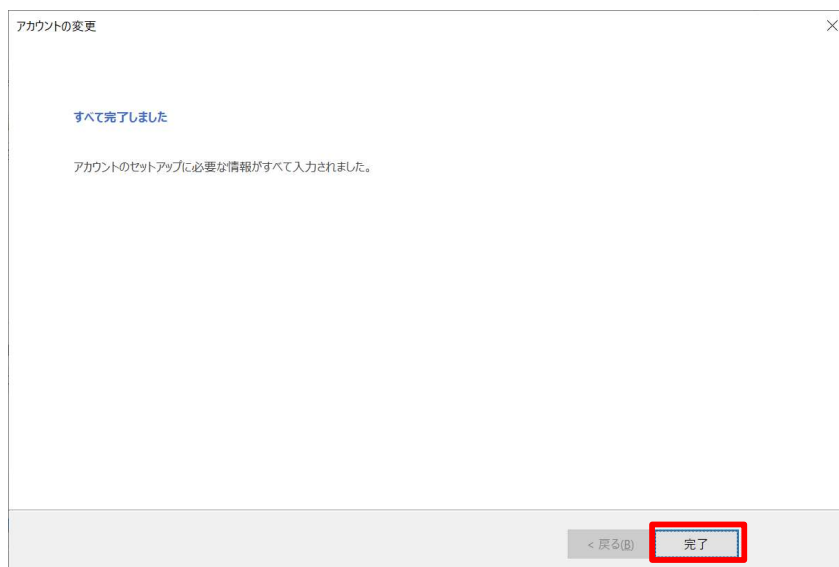 アカウントの変更
すべて完了しました
アカウントのセットアップに必要な情報がすべて入力されました。
< 戻る(B)
完了